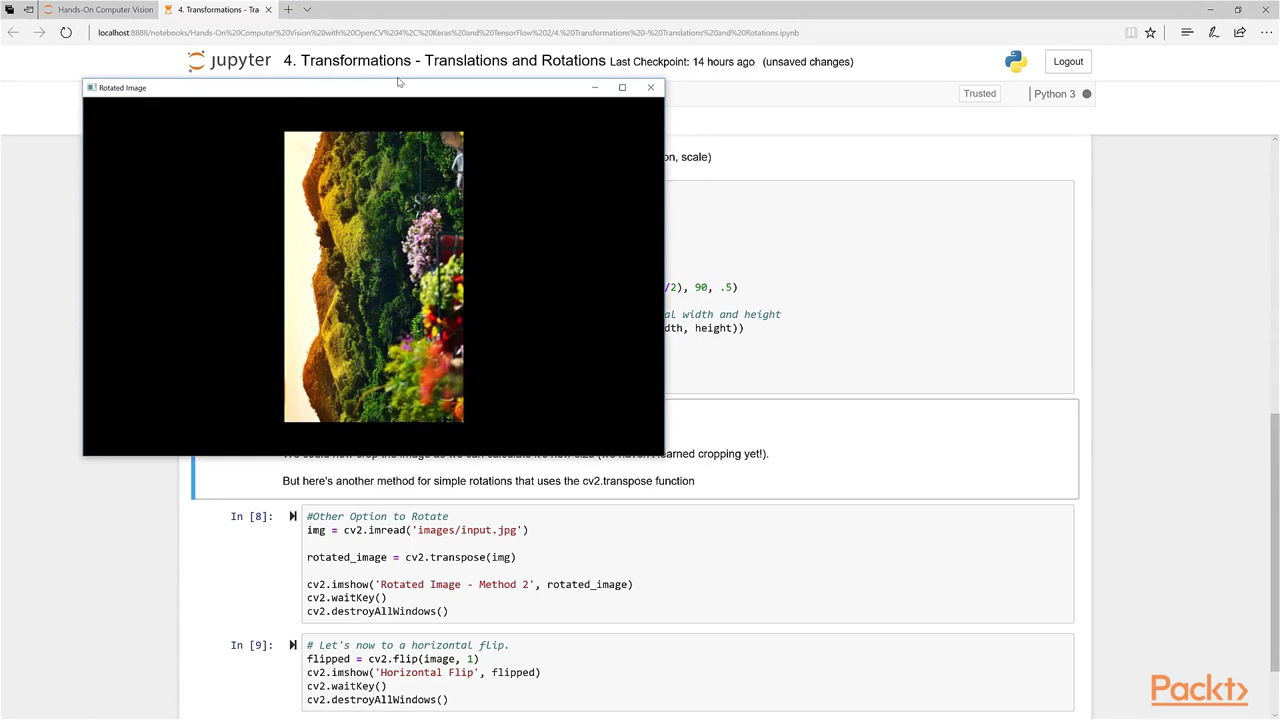 Hands-On Computer Vision
4. Transformations - Tra
localhost:8888/notebooks/Hands-On%20Computer%20Vision%20with%20OpenCV%204%2C%20Keras%20and%20TensorFlow%202/4.%20Transformations%20-%20Translations%20and%20Rotations.ipynb
jupyter 4. Transformations - Translations and Rotations Last Checkpoint: 14 hours ago (unsaved changes)
Logout
Rotated Image
Trusted
Python 3
on, scale)
/2), 90, .5)
al width and height
dth, height))
learned cropping yet!).
But here's another method for simple rotations that uses the cv2.transpose function
In [8]:
#Other Option to Rotate
img = cv2.imread('images/input.jpg')
rotated_image = cv2.transpose(img)
cv2.imshow('Rotated Image - Method 2', rotated_image)
cv2.waitKey()
cv2.destroyAllWindows()
In [9]:
# Let's now to a horizontal flip.
flipped = cv2.flip(image, 1)
cv2.imshow('Horizontal Flip', flipped)
cv2.waitKey()
cv2.destroyAllWindows()
Packt>